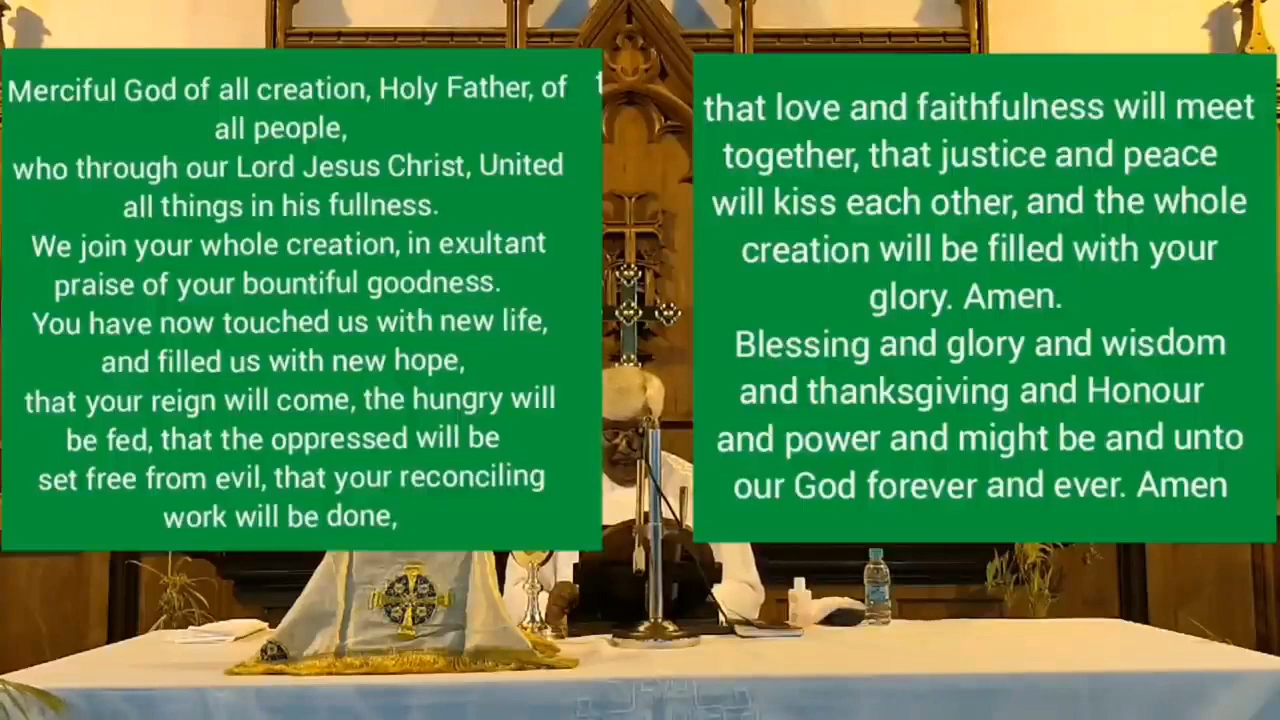 Merciful God of all creation, Holy Father, of
all people,
who through our Lord Jesus Christ, United
all things in his fullness.
We join your whole creation, in exultant
praise of your bountiful goodness.
You have now touched us with new life,
and filled us with new hope,
that your reign will come, the hungry will
be fed, that the oppressed will be
set free from evil, that your reconciling
work will be done,
that love and faithfulness will meet
together, that justice and peace
will kiss each other, and the whole
creation will be filled with your
glory. Amen.
Blessing and glory and wisdom
and thanksgiving and Honour
and power and might be and unto
our God forever and ever. Amen